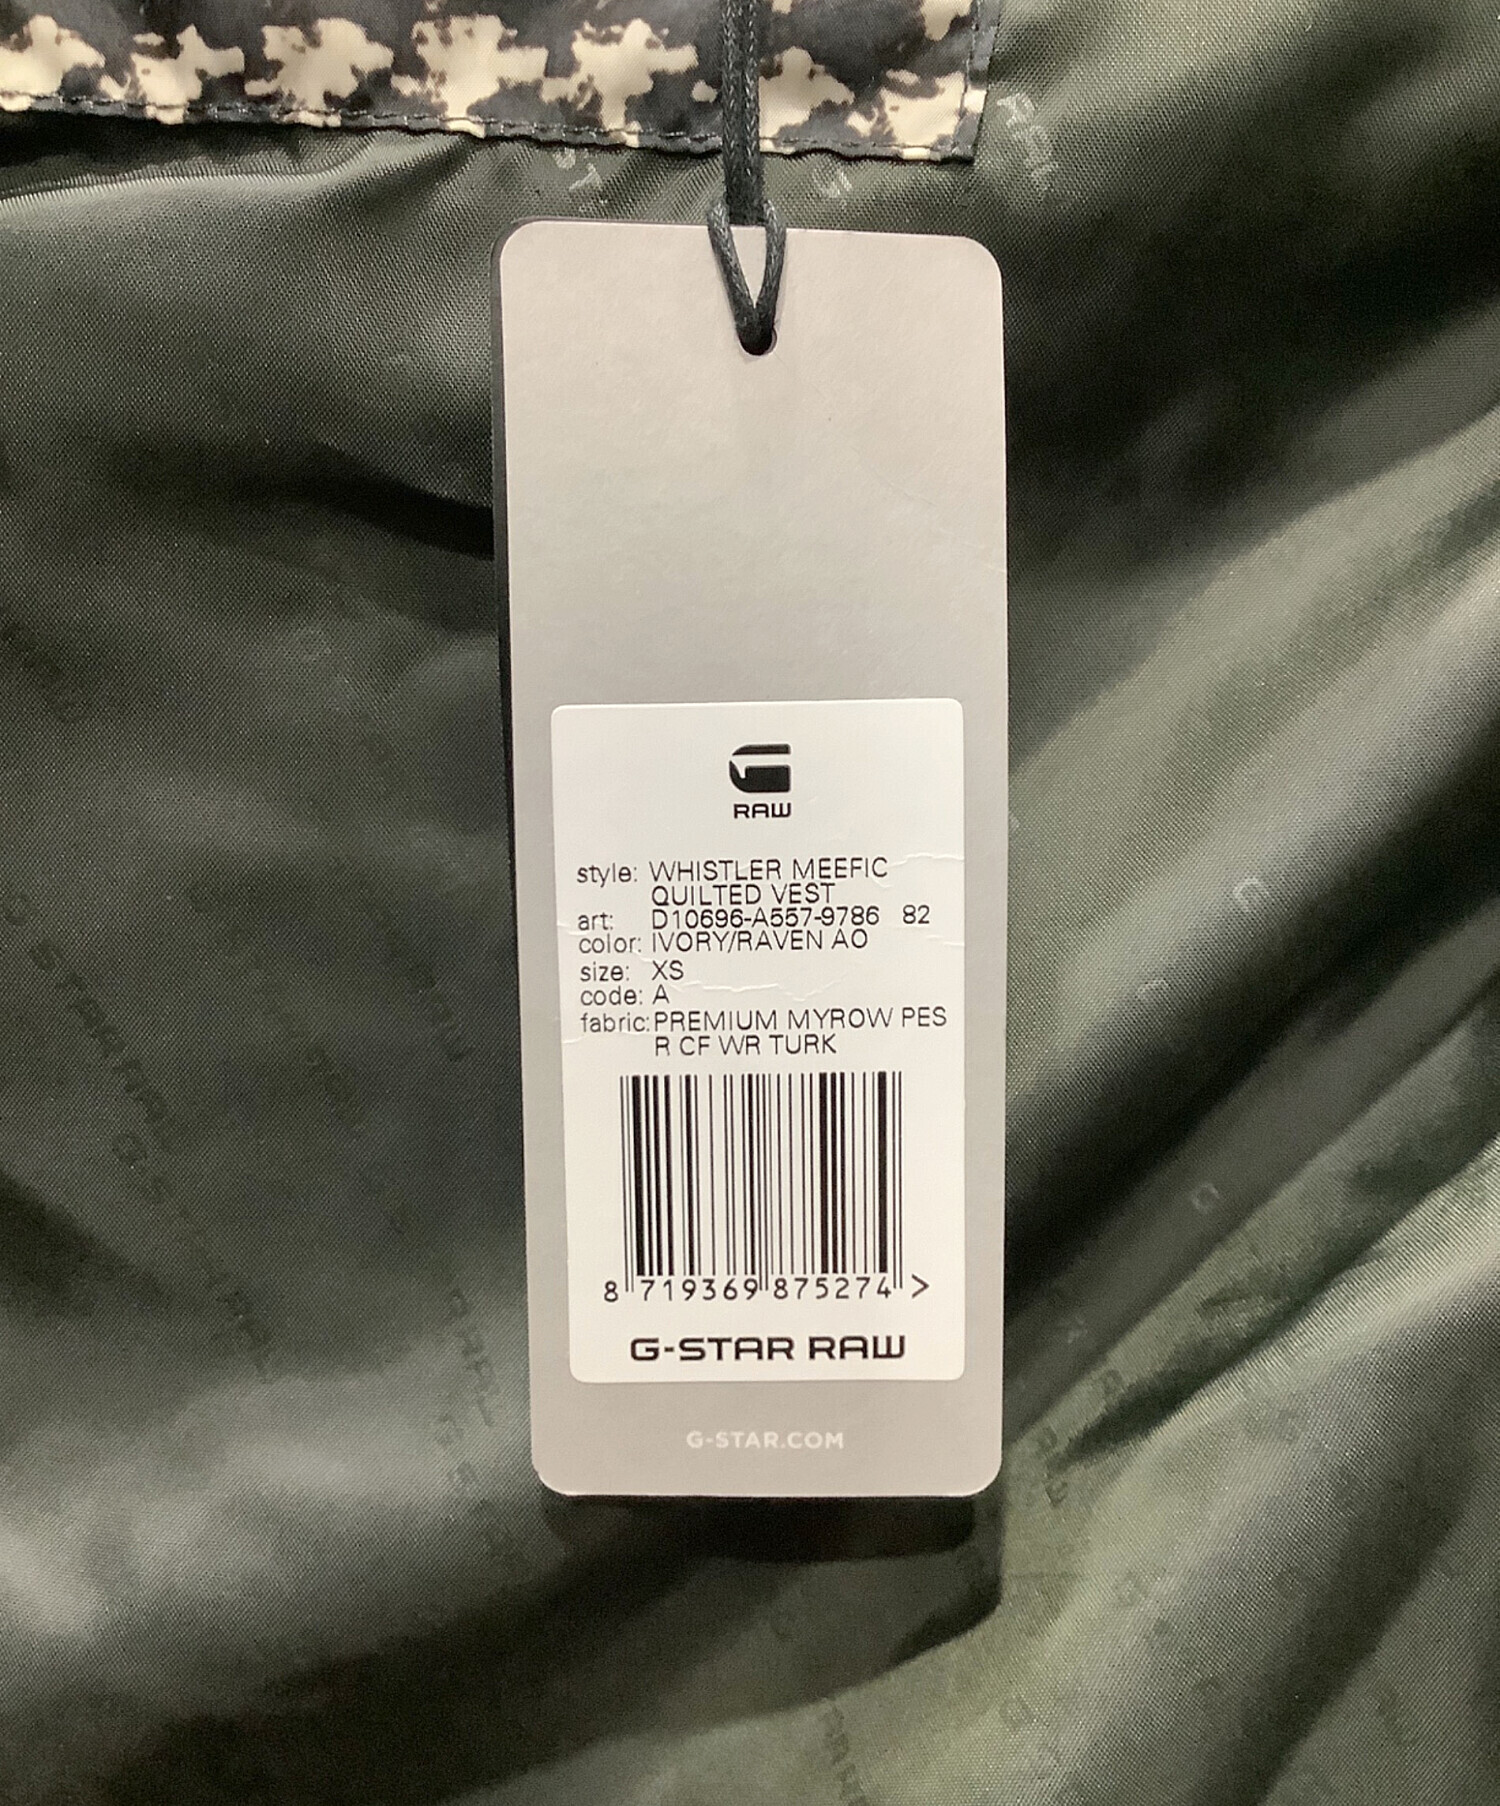 RAW
style: WHISTLER MEEFIC
QUILTED VEST
art: D10696-A557-9786 82
color: IVORY/RAVEN AO
size: XS
code: A
fabric: PREMIUM MYROW PES
R CF WR TURK
8 719369 875274 >
G-STAR RAW
G-STAR.COM